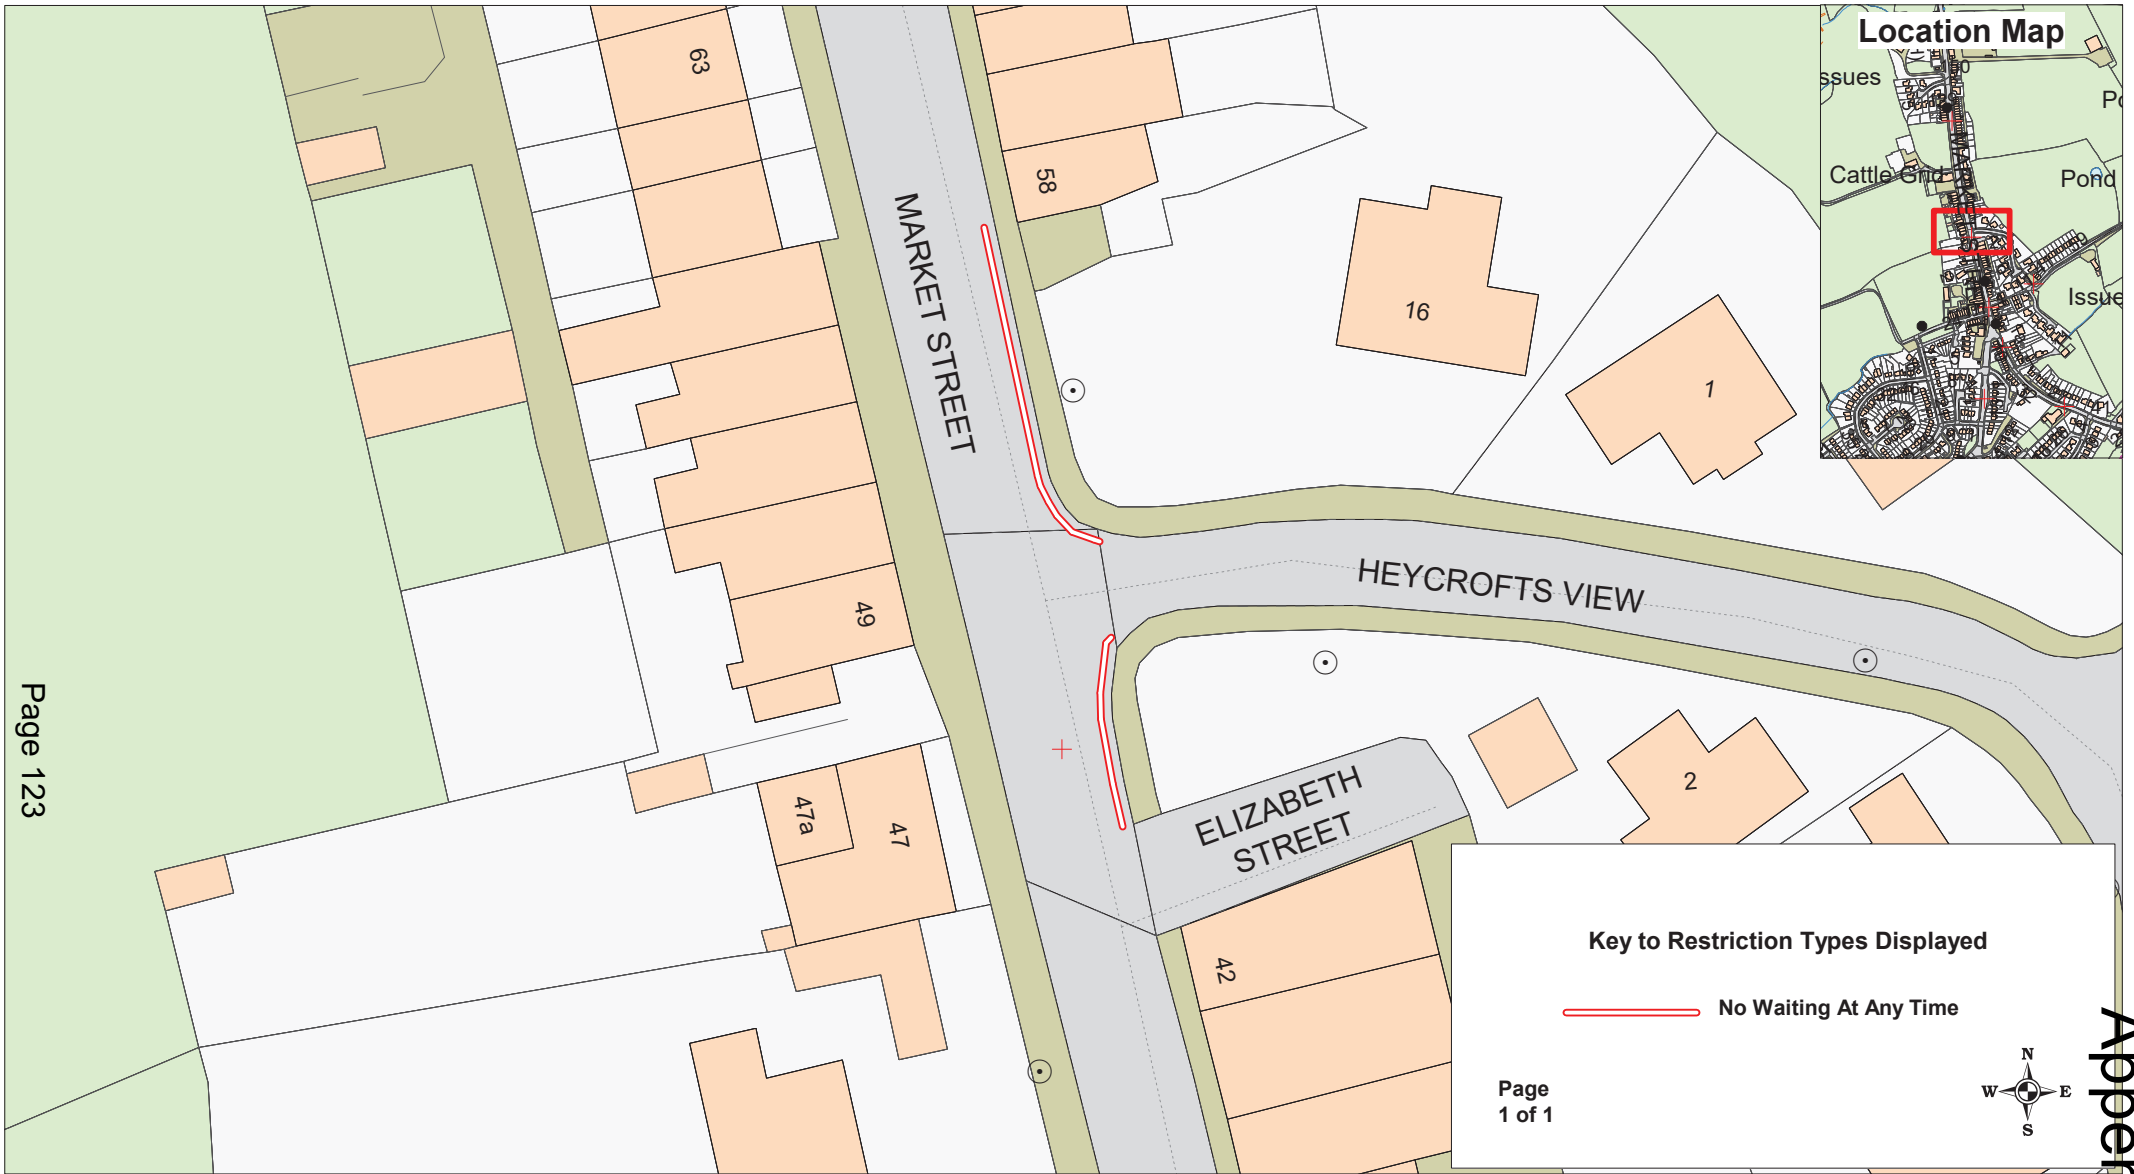 Location Map
ssues
Cattle Grid
Pond
Issue
63
58
MARKET STREET
16
1
HEYCROFTS VIEW
49
47a
47
ELIZABETH
STREET
2
42
Page 123
Key to Restriction Types Displayed
No Waiting At Any Time
Page
1 of 1
N
W
E
S
Apper